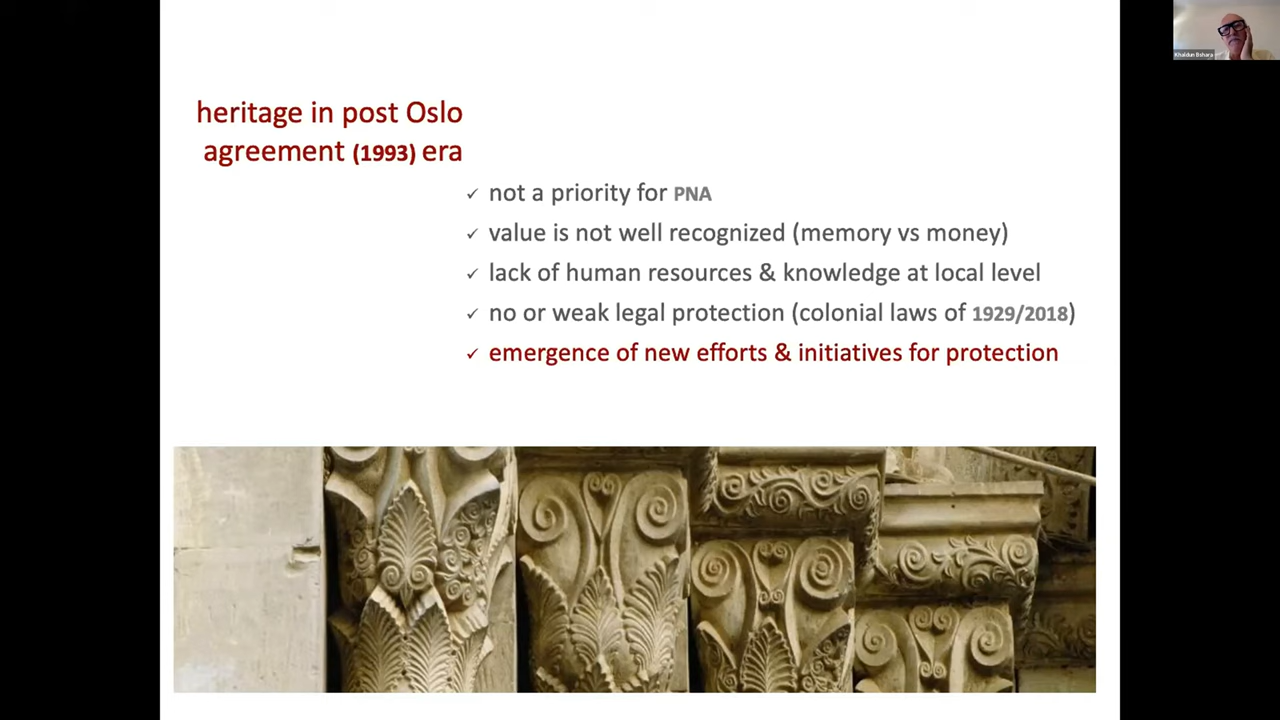 heritage in post Oslo
agreement (1993) era
✓ not a priority for PNA
✓ value is not well recognized (memory vs money)
✓ lack of human resources & knowledge at local level
✓ no or weak legal protection (colonial laws of 1929/2018)
✓ emergence of new efforts & initiatives for protection
Khaldun Bshara